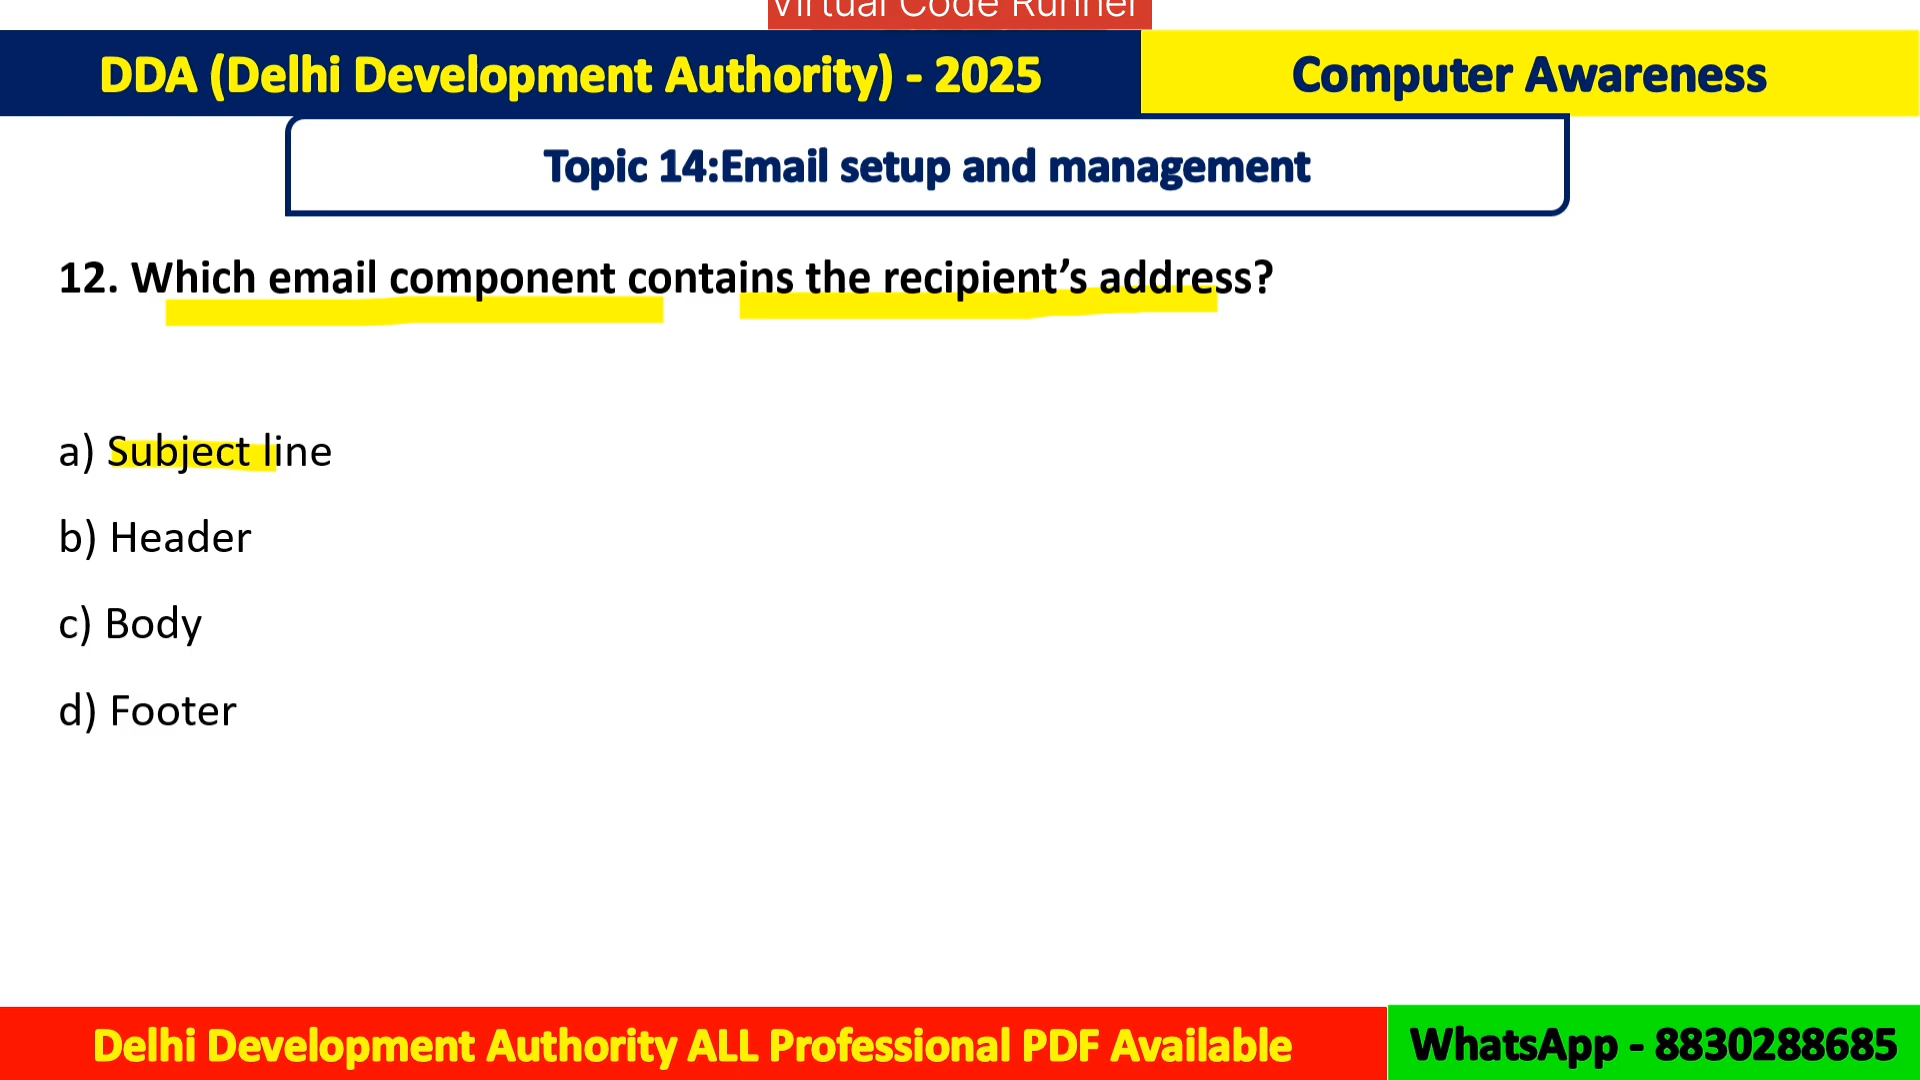 Virtual Code Runner
DDA (Delhi Development Authority) - 2025
Computer Awareness
Topic 14:Email setup and management
12. Which email component contains the recipient’s address?
a) Subject line
b) Header
c) Body
d) Footer
Delhi Development Authority ALL Professional PDF Available
WhatsApp - 8830288685